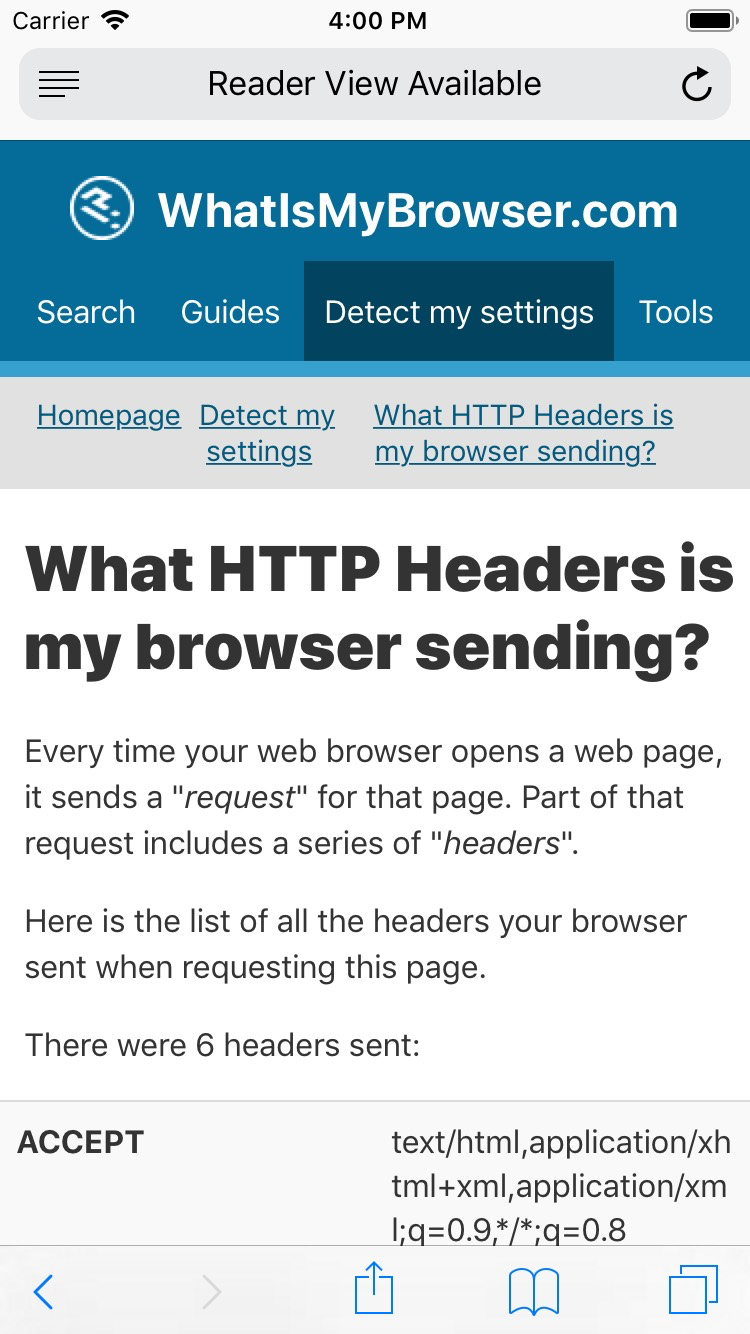 Carrier 4:00 PM
Reader View Available
WhatIsMyBrowser.com
Search Guides Detect my settings Tools
Homepage Detect my settings What HTTP Headers is my browser sending?
What HTTP Headers is
my browser sending?
Every time your web browser opens a web page,
it sends a "request" for that page. Part of that
request includes a series of "headers".
Here is the list of all the headers your browser
sent when requesting this page.
There were 6 headers sent:
ACCEPT text/html,application/xh
tml+xml,application/xm
l;q=0.9,*/*;q=0.8